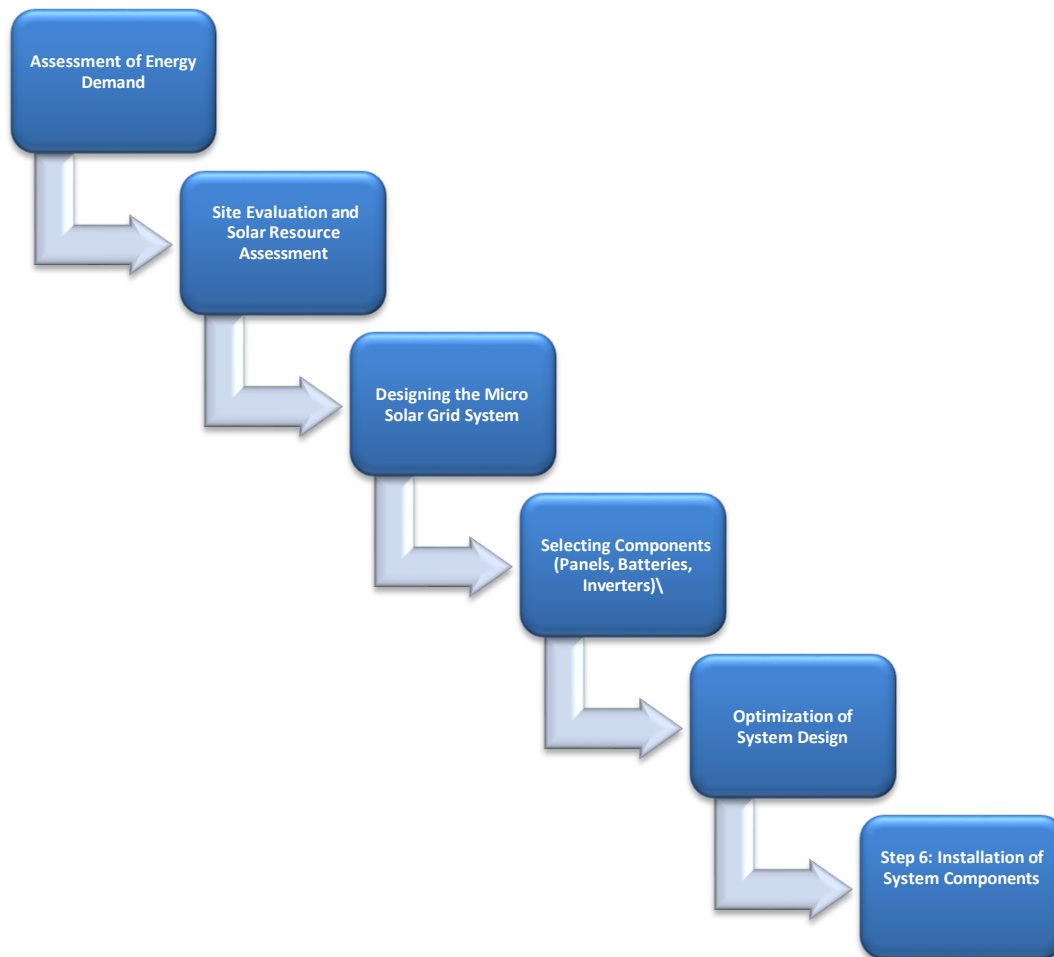 Assessment of Energy
Demand
Site Evaluation and
Solar Resource
Assessment
Designing the Micro
Solar Grid System
Selecting Components
(Panels, Batteries,
Inverters)\
Optimization of
System Design
Step 6: Installation of
System Components